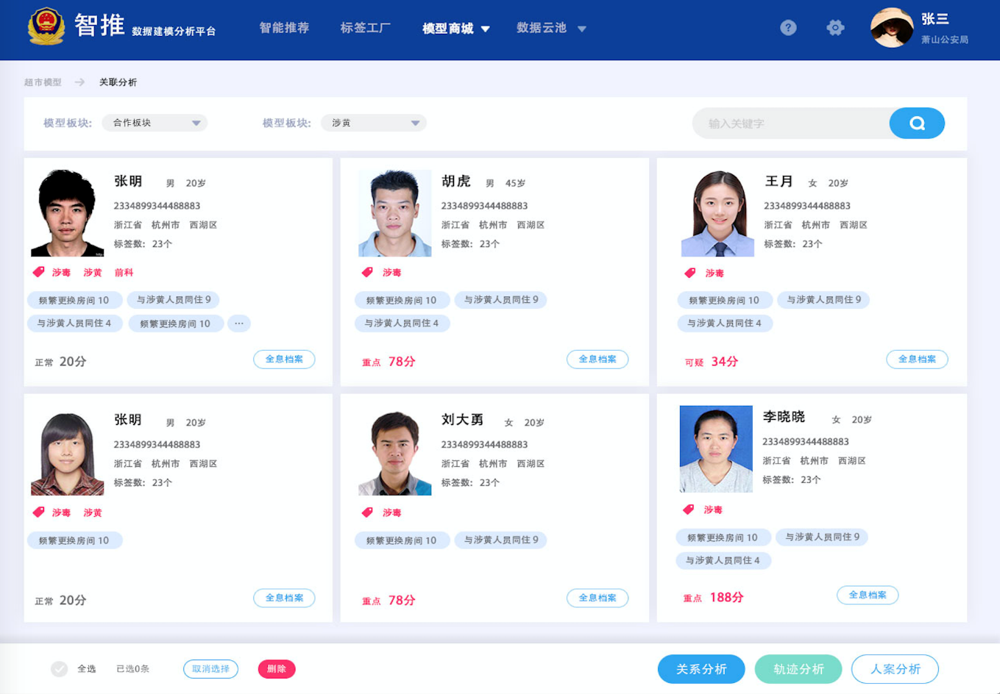 智推 数据建模分析平台 智能推荐 标签工厂 模型商城 数据云池 ? 张三
萧山公安局
超市模型 → 关联分析
模型板块: 合作板块 模型板块: 涉黄 输入关键字
张明 男 20岁
2334899344488883
浙江省 杭州市 西湖区
标签数: 23个
涉毒 涉黄 前科
频繁更换房间 10 与涉黄人员同住 9
与涉黄人员同住 4 频繁更换房间 10 ···
正常 20分 全息档案
胡虎 男 45岁
2334899344488883
浙江省 杭州市 西湖区
标签数: 23个
涉毒
频繁更换房间 10 与涉黄人员同住 9
与涉黄人员同住 4
重点 78分 全息档案
王月 女 20岁
2334899344488883
浙江省 杭州市 西湖区
标签数: 23个
涉毒
频繁更换房间 10 与涉黄人员同住 9
与涉黄人员同住 4
可疑 34分 全息档案
张明 男 20岁
2334899344488883
浙江省 杭州市 西湖区
标签数: 23个
涉毒 涉黄
频繁更换房间 10
正常 20分 全息档案
刘大勇 女 20岁
2334899344488883
浙江省 杭州市 西湖区
标签数: 23个
涉毒
频繁更换房间 10 与涉黄人员同住 9
重点 78分 全息档案
李晓晓 女 20岁
2334899344488883
浙江省 杭州市 西湖区
标签数: 23个
涉毒
频繁更换房间 10 与涉黄人员同住 9
与涉黄人员同住 4
重点 188分 全息档案
全选 已选0条 取消选择 删除 关系分析 轨迹分析 人案分析